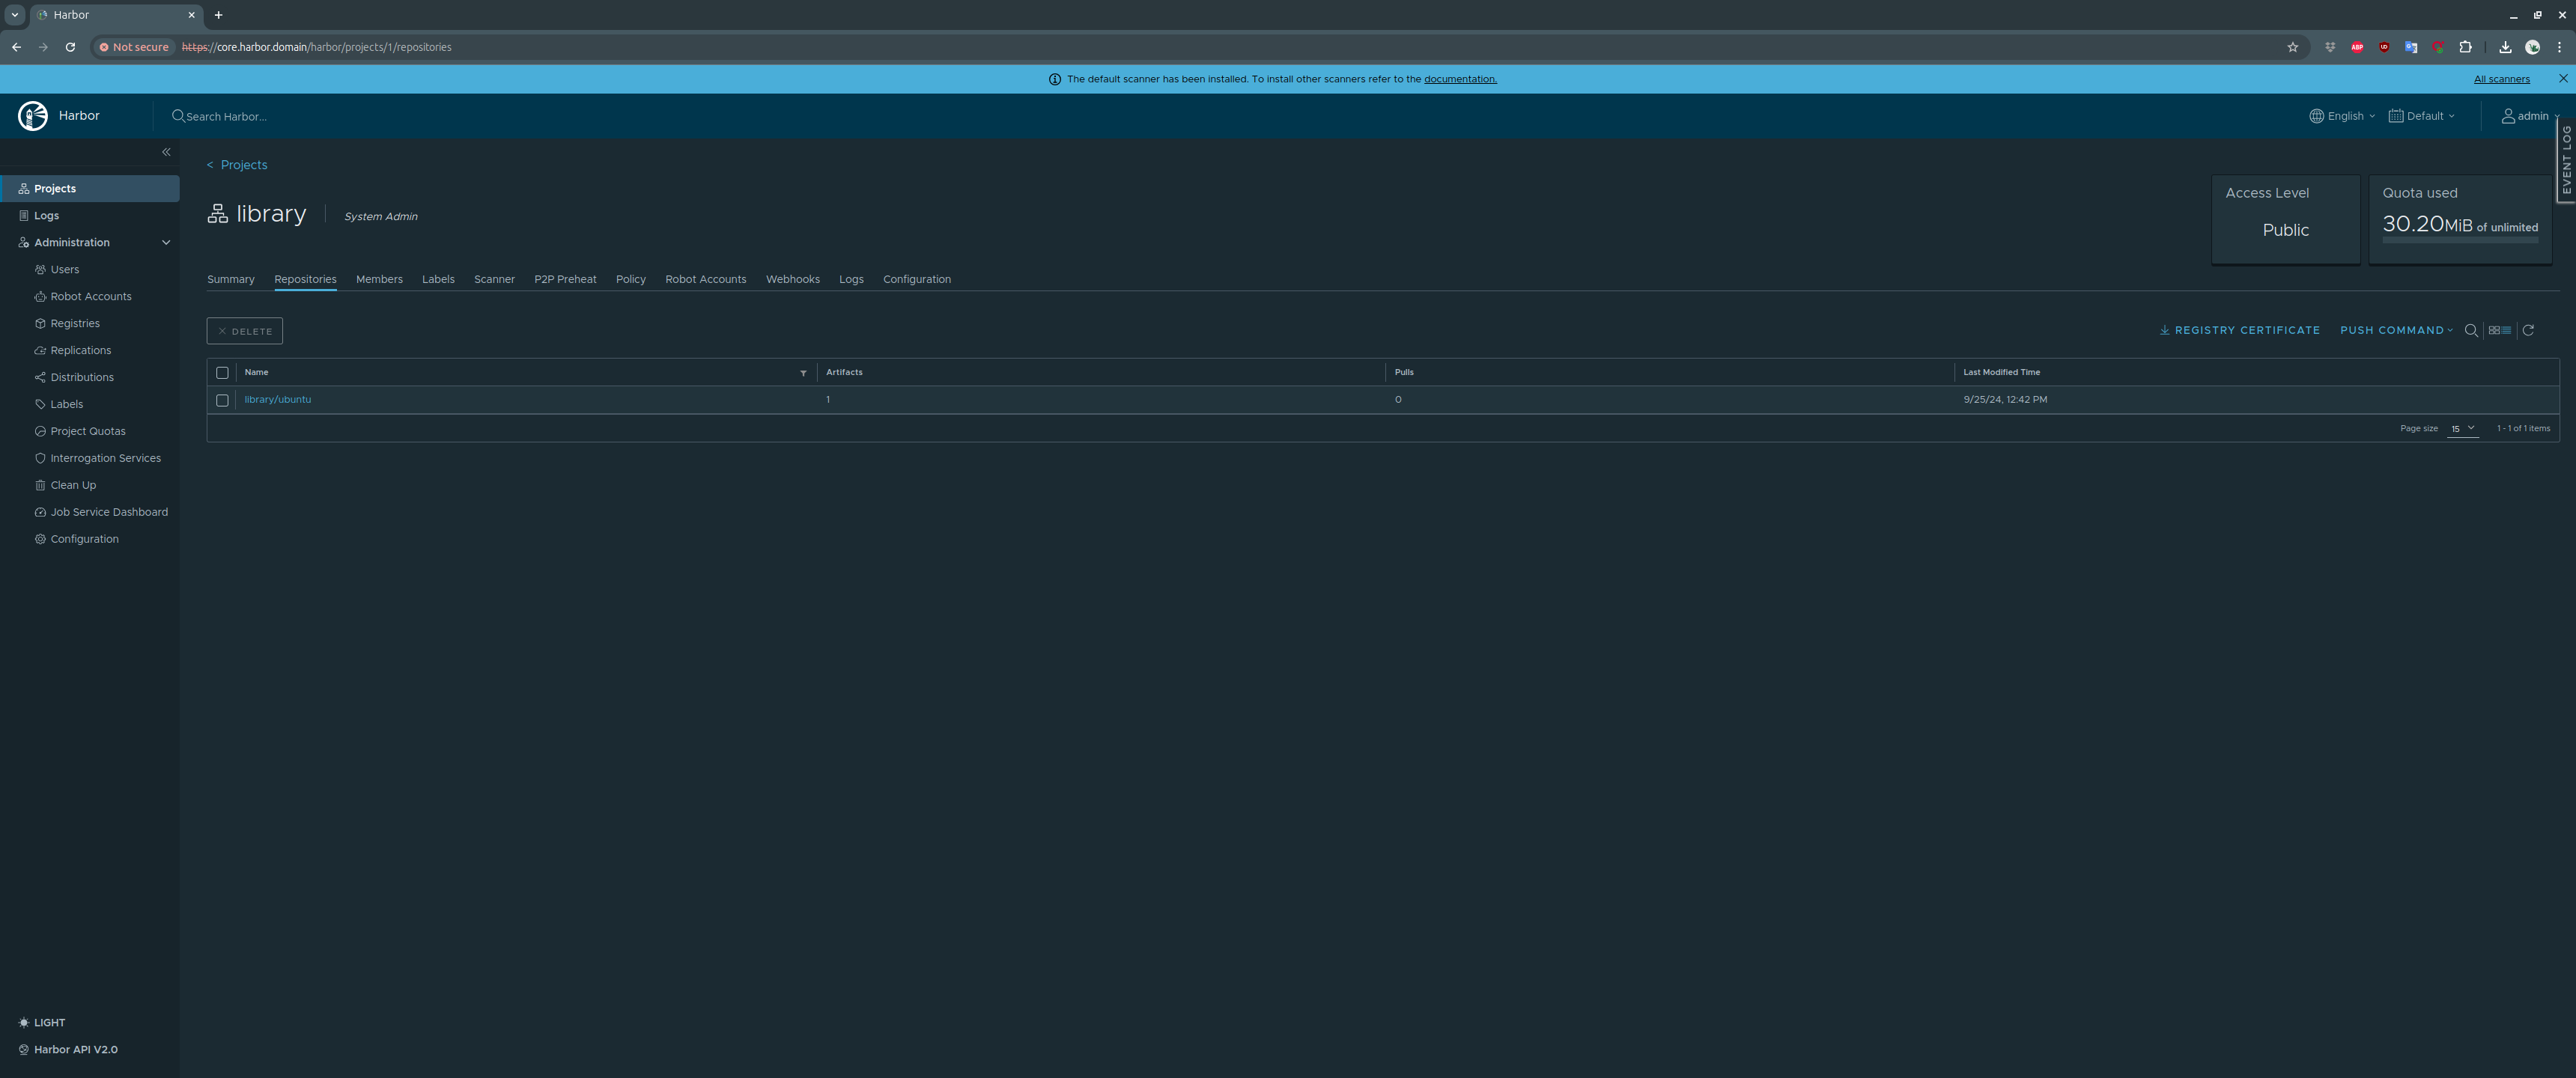 Harbor
Not secure https://core.harbor.domain/harbor/projects/1/repositories
The default scanner has been installed. To install other scanners refer to the documentation. All scanners
Harbor Search Harbor... English Default admin
EVENT LOG
< Projects
library System Admin
Access Level
Public
Quota used
30.20MiB of unlimited
Projects
Logs
Administration
Users
Robot Accounts
Registries
Replications
Distributions
Labels
Project Quotas
Interrogation Services
Clean Up
Job Service Dashboard
Configuration
LIGHT
Harbor API V2.0
Summary Repositories Members Labels Scanner P2P Preheat Policy Robot Accounts Webhooks Logs Configuration
DELETE REGISTRY CERTIFICATE PUSH COMMAND
Name Artifacts Pulls Last Modified Time
library/ubuntu 1 0 9/25/24, 12:42 PM
Page size 15 1 - 1 of 1 items